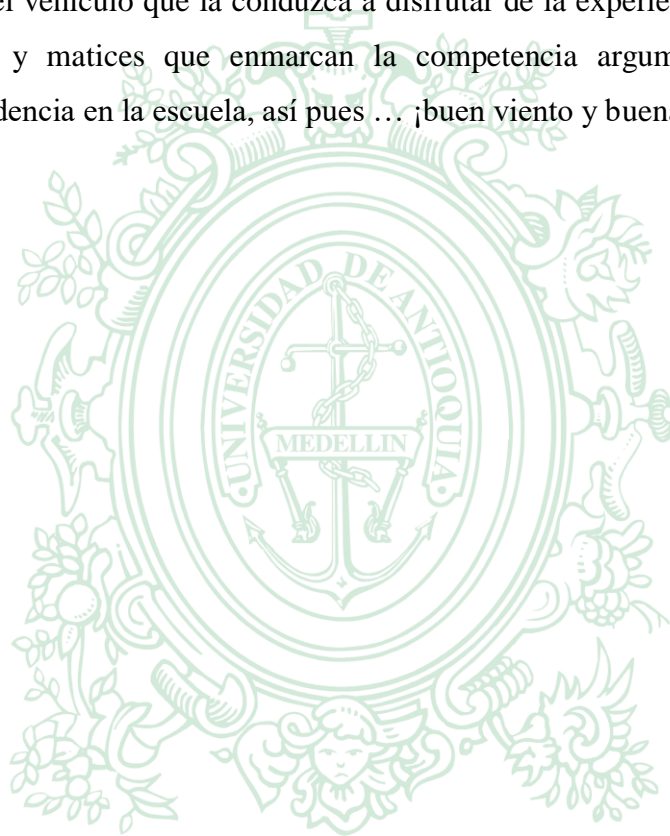 el vehículo que la conduzca a disfrutar de la experie
y matices que enmarcan la competencia argum
dencia en la escuela, así pues … ¡buen viento y buena
UNIVERSIDAD DE ANTIOQUIA
MEDELLIN